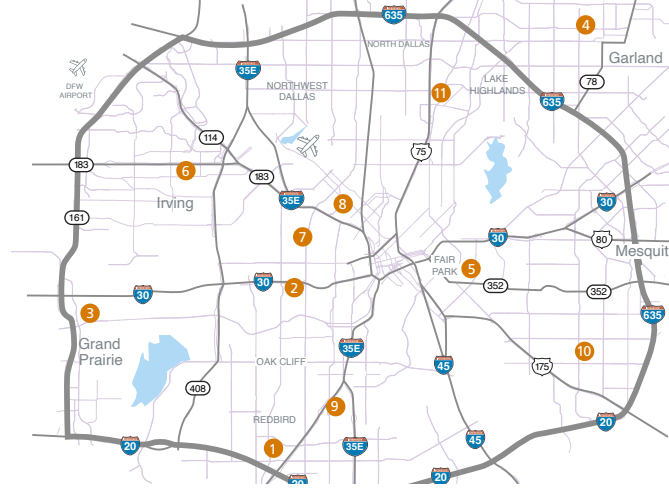 635
NORTH DALLAS
4
Garland
35E
DFW
AIRPORT
NORTHWEST
DALLAS
LAKE
HIGHLANDS
78
11
635
114
75
183
6
183
35E
8
30
Irving
161
7
30
80
Mesquit
FAIR
PARK
5
30
30
2
352
352
3
635
Grand
Prairie
35E
OAK CLIFF
45
175
10
408
9
REDBIRD
20
1
35E
45
20
20
20